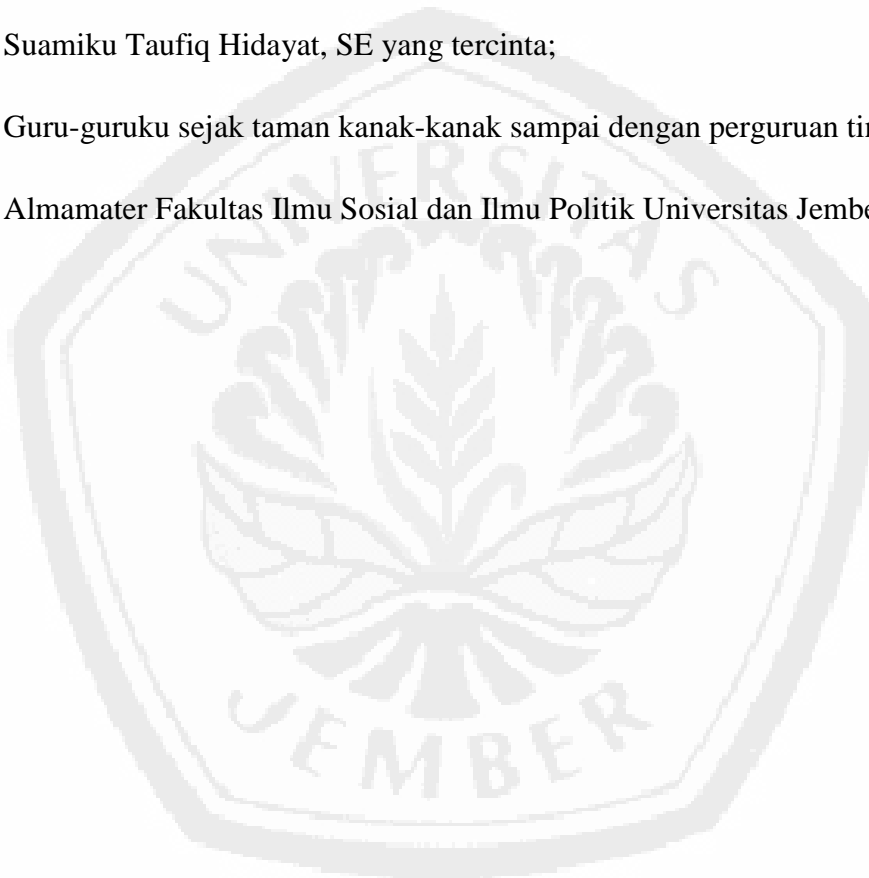 Suamiku Taufiq Hidayat, SE yang tercinta;
Guru-guruku sejak taman kanak-kanak sampai dengan perguruan
Almamater Fakultas Ilmu Sosial dan Ilmu Politik Universitas
UNIVERSITAS
JEMBER